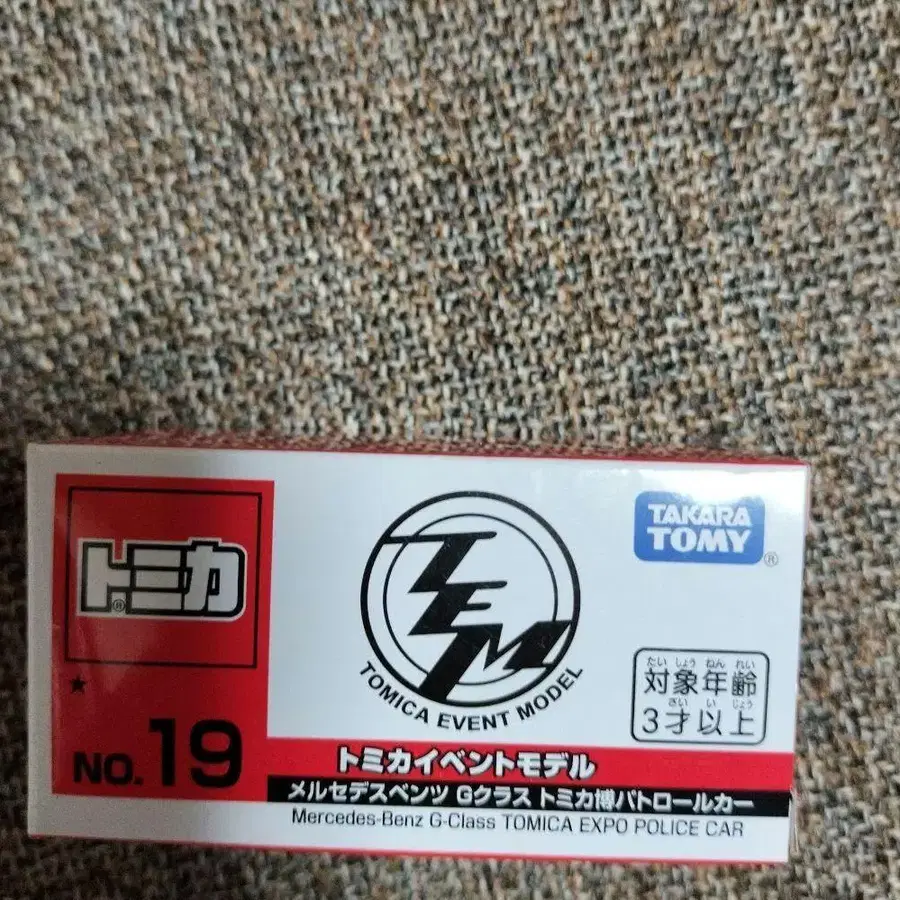 トミカ®
★
NO.19
TEM
TOMICA EVENT MODEL
TAKARA
TOMY®
たいしょうねんれい
対象年齢
さいいじょう
3才以上
トミカイベントモデル
メルセデスベンツ Gクラス トミカ博パトロールカー
Mercedes-Benz G-Class TOMICA EXPO POLICE CAR